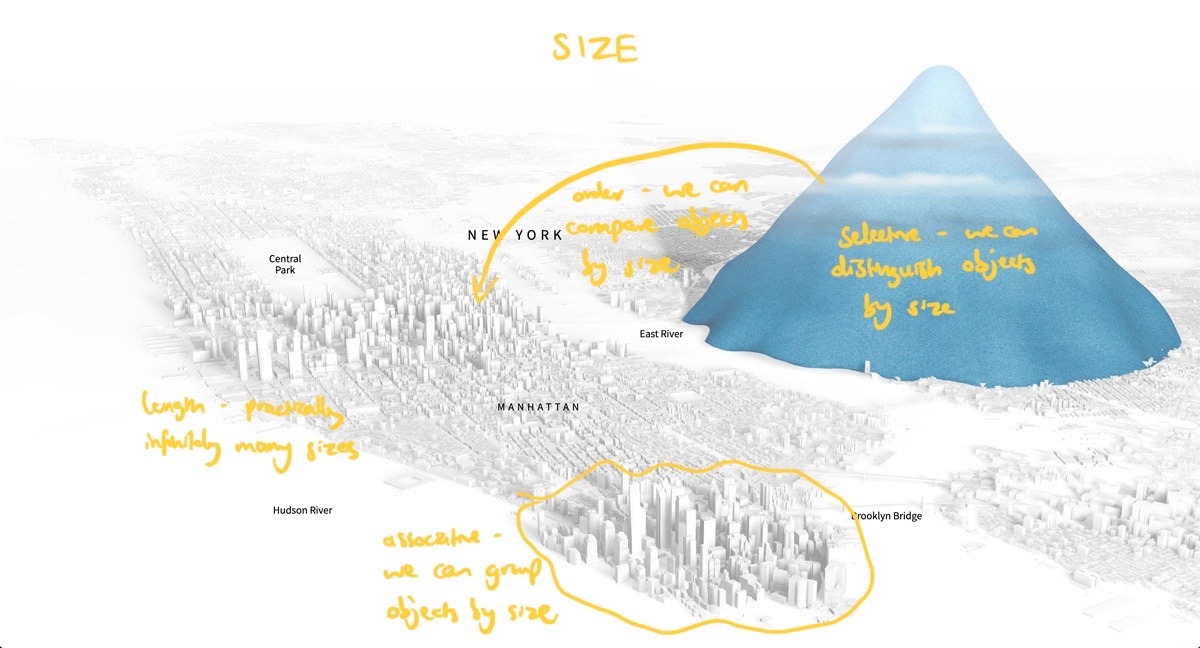 SIZE
order - we can
compare objects
by size
NEW YORK
Selective - we can
distinguish objects
by size
Central
Park
East River
MANHATTAN
length - practically
infinitely many sizes
Hudson River
Brooklyn Bridge
associative -
we can group
objects by size